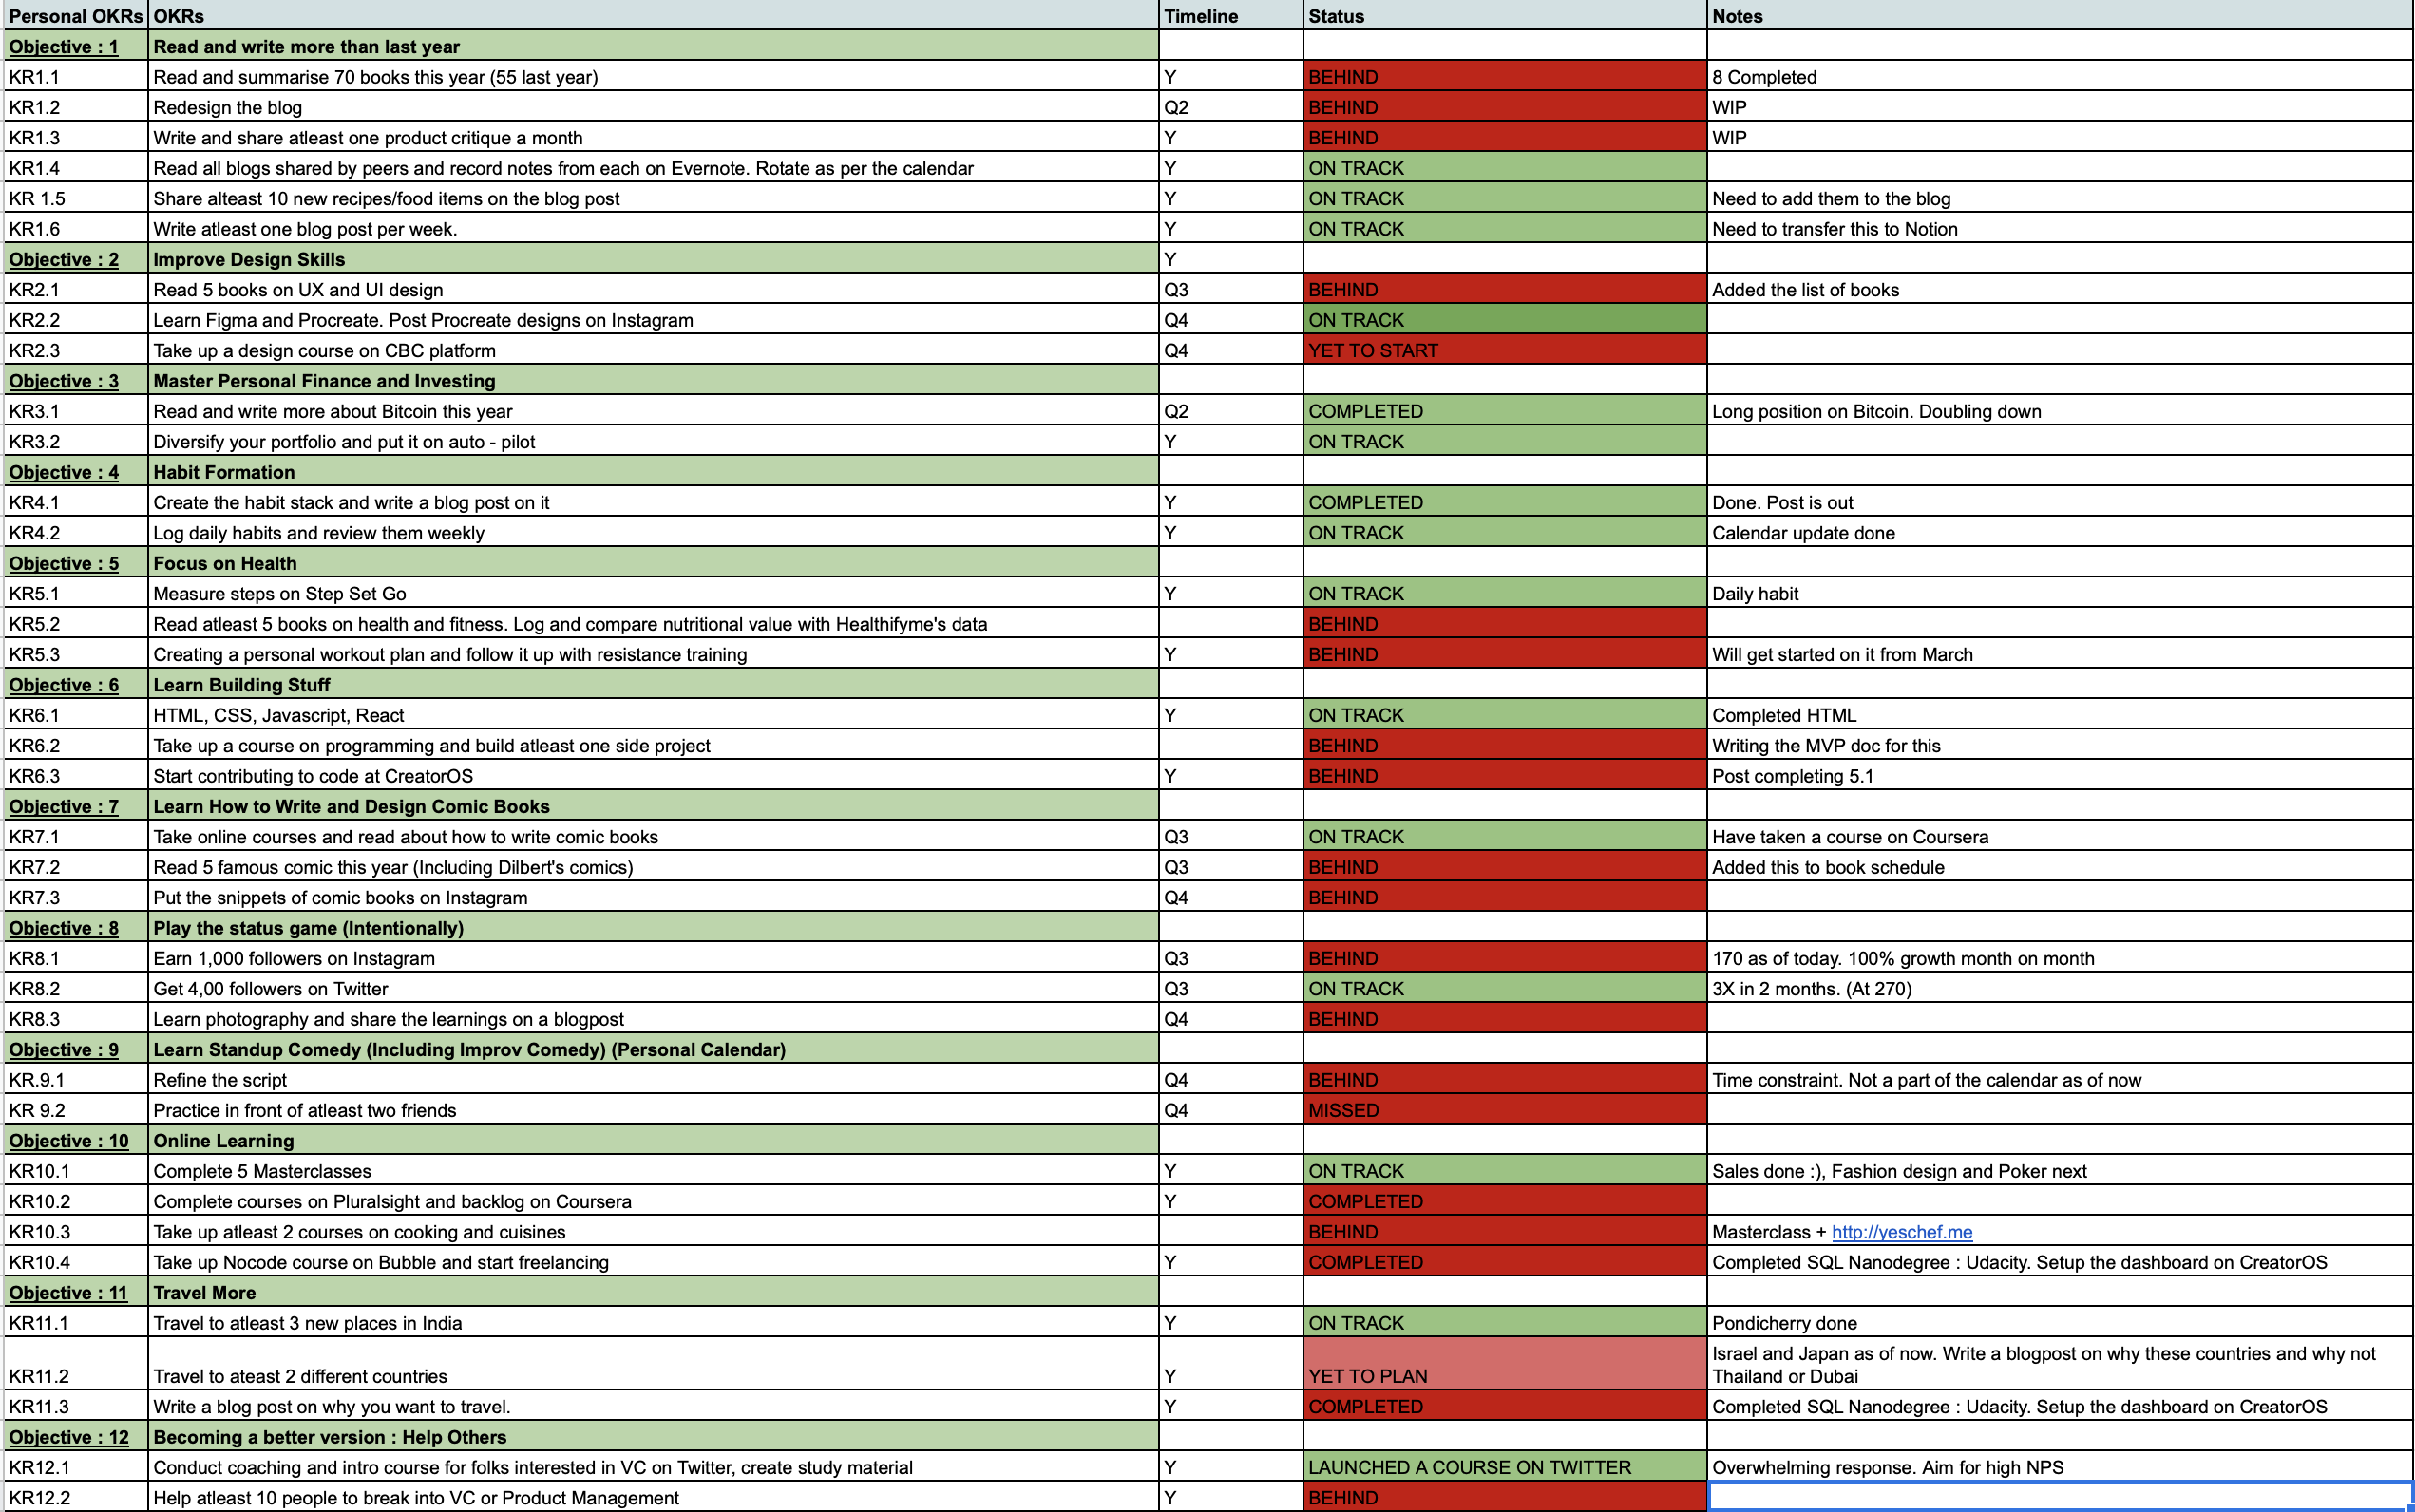 Personal OKRs OKRs Timeline Status Notes
Objective : 1 Read and write more than last year
KR1.1 Read and summarise 70 books this year (55 last year) Y BEHIND 8 Completed
KR1.2 Redesign the blog Q2 BEHIND WIP
KR1.3 Write and share atleast one product critique a month Y BEHIND WIP
KR1.4 Read all blogs shared by peers and record notes from each on Evernote. Rotate as per the calendar Y ON TRACK
KR 1.5 Share alteast 10 new recipes/food items on the blog post Y ON TRACK Need to add them to the blog
KR1.6 Write atleast one blog post per week. Y ON TRACK Need to transfer this to Notion
Objective : 2 Improve Design Skills Y
KR2.1 Read 5 books on UX and UI design Q3 BEHIND Added the list of books
KR2.2 Learn Figma and Procreate. Post Procreate designs on Instagram Q4 ON TRACK
KR2.3 Take up a design course on CBC platform Q4 YET TO START
Objective : 3 Master Personal Finance and Investing
KR3.1 Read and write more about Bitcoin this year Q2 COMPLETED Long position on Bitcoin. Doubling down
KR3.2 Diversify your portfolio and put it on auto - pilot Y ON TRACK
Objective : 4 Habit Formation
KR4.1 Create the habit stack and write a blog post on it Y COMPLETED Done. Post is out
KR4.2 Log daily habits and review them weekly Y ON TRACK Calendar update done
Objective : 5 Focus on Health
KR5.1 Measure steps on Step Set Go Y ON TRACK Daily habit
KR5.2 Read atleast 5 books on health and fitness. Log and compare nutritional value with Healthifyme's data BEHIND
KR5.3 Creating a personal workout plan and follow it up with resistance training Y BEHIND Will get started on it from March
Objective : 6 Learn Building Stuff
KR6.1 HTML, CSS, Javascript, React Y ON TRACK Completed HTML
KR6.2 Take up a course on programming and build atleast one side project BEHIND Writing the MVP doc for this
KR6.3 Start contributing to code at CreatorOS Y BEHIND Post completing 5.1
Objective : 7 Learn How to Write and Design Comic Books
KR7.1 Take online courses and read about how to write comic books Q3 ON TRACK Have taken a course on Coursera
KR7.2 Read 5 famous comic this year (Including Dilbert's comics) Q3 BEHIND Added this to book schedule
KR7.3 Put the snippets of comic books on Instagram Q4 BEHIND
Objective : 8 Play the status game (Intentionally)
KR8.1 Earn 1,000 followers on Instagram Q3 BEHIND 170 as of today. 100% growth month on month
KR8.2 Get 4,00 followers on Twitter Q3 ON TRACK 3X in 2 months. (At 270)
KR8.3 Learn photography and share the learnings on a blogpost Q4 BEHIND
Objective : 9 Learn Standup Comedy (Including Improv Comedy) (Personal Calendar)
KR.9.1 Refine the script Q4 BEHIND Time constraint. Not a part of the calendar as of now
KR 9.2 Practice in front of atleast two friends Q4 MISSED
Objective : 10 Online Learning
KR10.1 Complete 5 Masterclasses Y ON TRACK Sales done :), Fashion design and Poker next
KR10.2 Complete courses on Pluralsight and backlog on Coursera Y COMPLETED
KR10.3 Take up atleast 2 courses on cooking and cuisines BEHIND Masterclass + http://yeschef.me
KR10.4 Take up Nocode course on Bubble and start freelancing Y COMPLETED Completed SQL Nanodegree : Udacity. Setup the dashboard on CreatorOS
Objective : 11 Travel More
KR11.1 Travel to atleast 3 new places in India Y ON TRACK Pondicherry done
Israel and Japan as of now. Write a blogpost on why these countries and why not
KR11.2 Travel to ateast 2 different countries Y YET TO PLAN Thailand or Dubai
KR11.3 Write a blog post on why you want to travel. Y COMPLETED Completed SQL Nanodegree : Udacity. Setup the dashboard on CreatorOS
Objective : 12 Becoming a better version : Help Others
KR12.1 Conduct coaching and intro course for folks interested in VC on Twitter, create study material Y LAUNCHED A COURSE ON TWITTER Overwhelming response. Aim for high NPS
KR12.2 Help atleast 10 people to break into VC or Product Management Y BEHIND